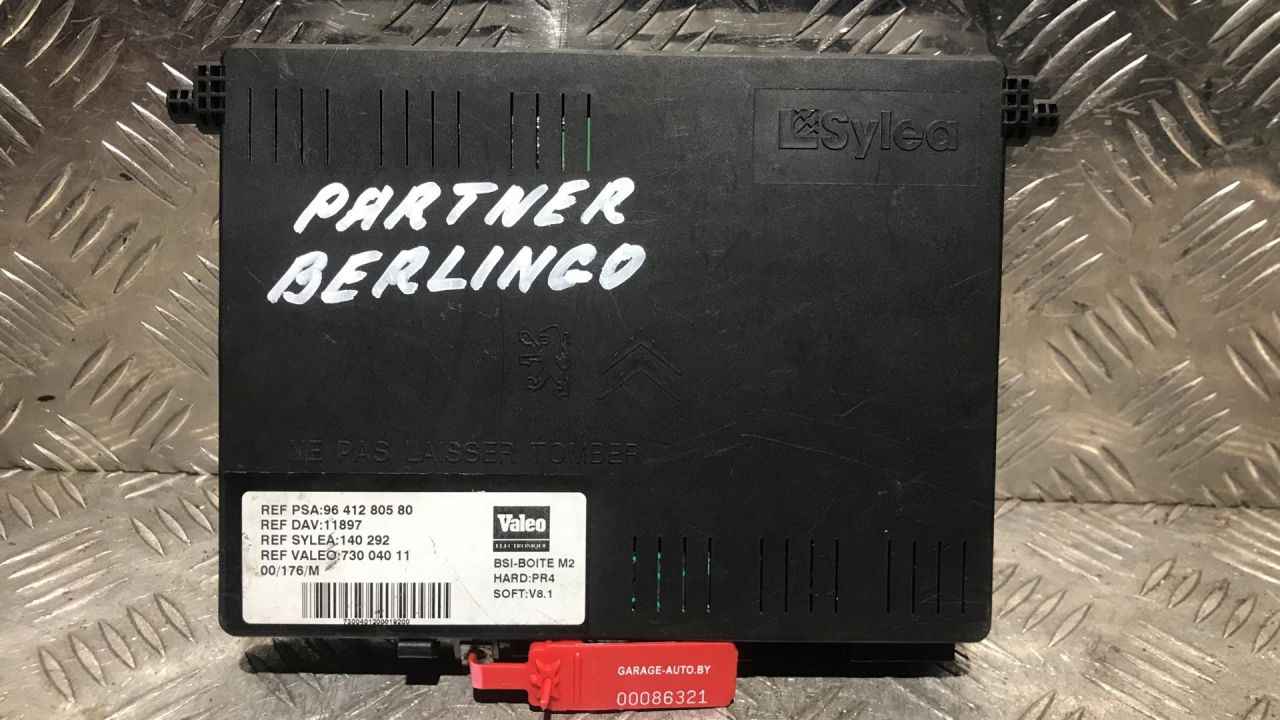 Sylea
PARTNER
BERLINGO
NE PAS LAISSER TOMBER
REF PSA:96 412 805 80
REF DAV:11897
REF SYLEA:140 292
REF VALEO:730 040 11
00/176/M
Valeo
ELECTRONIQUE
BSI-BOITE M2
HARD:PR4
SOFT:V8.1
7300401200019200
GARAGE-AUTO.BY
00086321